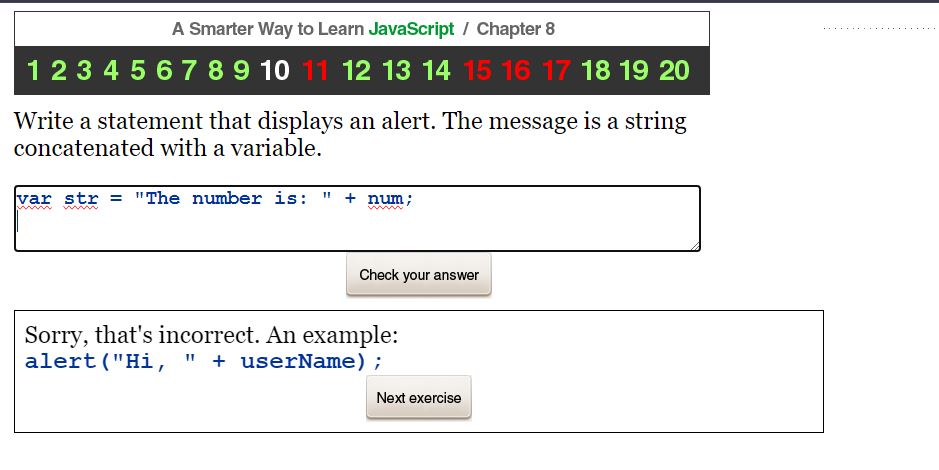 A Smarter Way to Learn JavaScript / Chapter 8
1 2 3 4 5 6 7 8 9 10 11 12 13 14 15 16 17 18 19 20
Write a statement that displays an alert. The message is a string
concatenated with a variable.
var str = "The number is: " + num;
Check your answer
Sorry, that's incorrect. An example:
alert("Hi, " + userName);
Next exercise